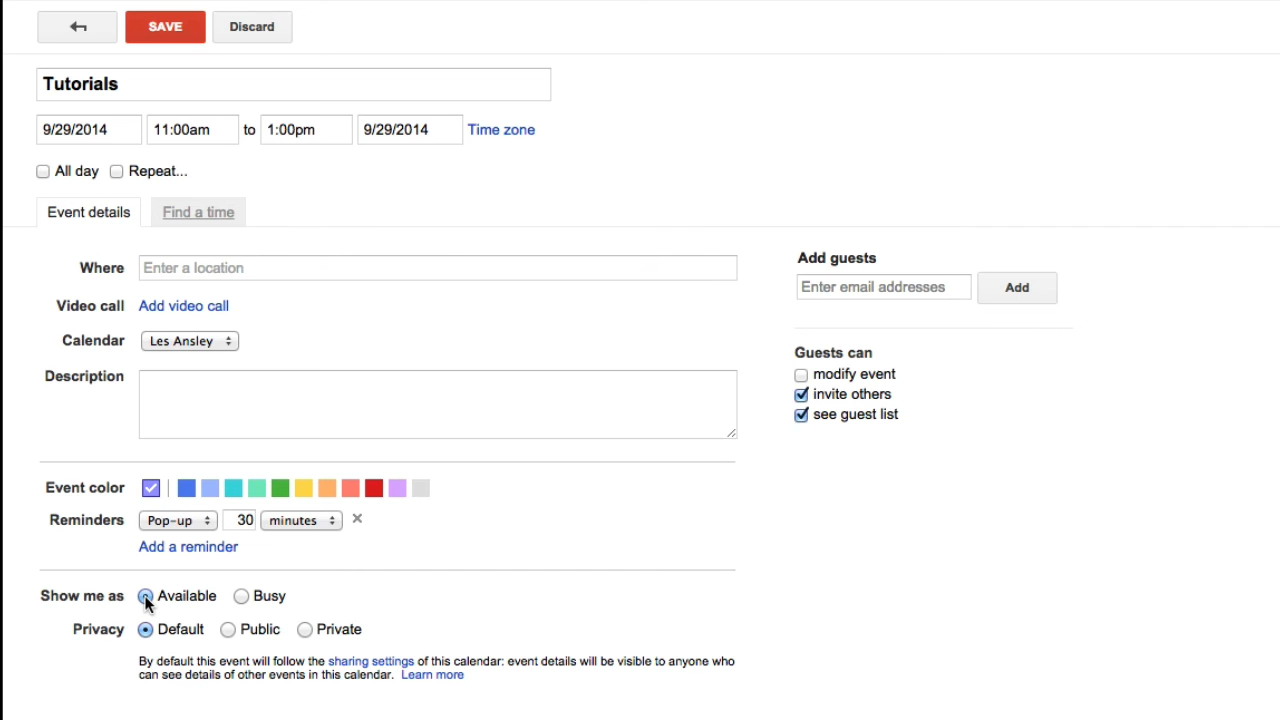 SAVE Discard
Tutorials
9/29/2014 11:00am to 1:00pm 9/29/2014 Time zone
All day Repeat...
Event details Find a time
Where Enter a location
Video call Add video call
Calendar Les Ansley
Description
Event color
Reminders Pop-up 30 minutes ×
Add a reminder
Show me as Available Busy
Privacy Default Public Private
By default this event will follow the sharing settings of this calendar: event details will be visible to anyone who
can see details of other events in this calendar. Learn more
Add guests
Enter email addresses Add
Guests can
modify event
invite others
see guest list